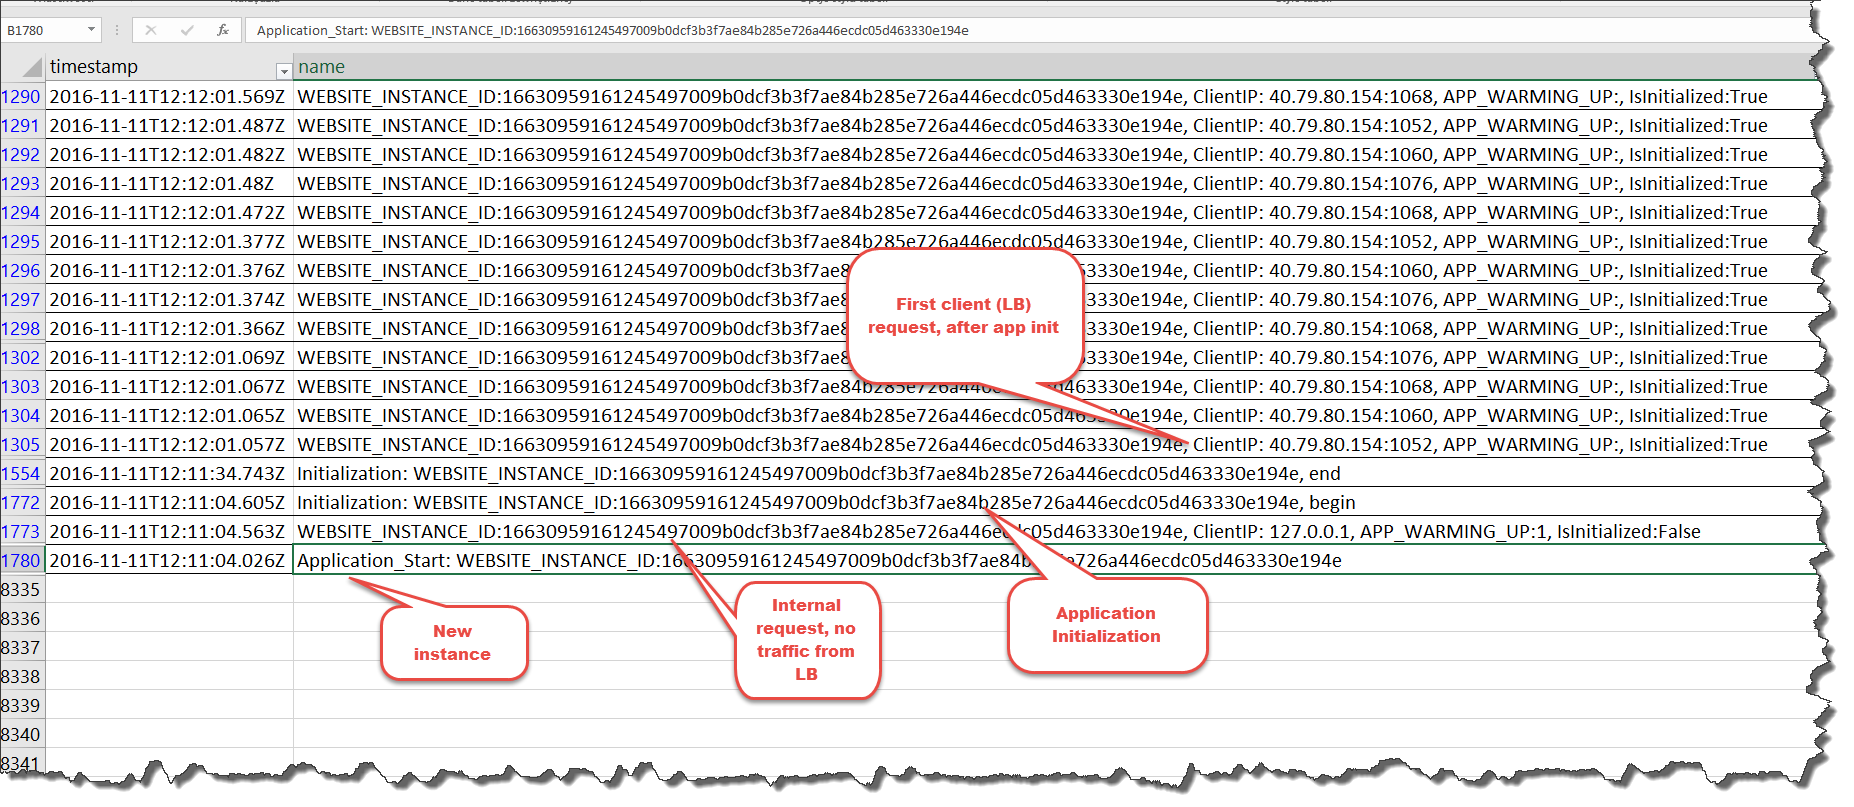 B1780 fx Application_Start: WEBSITE_INSTANCE_ID:16630959161245497009b0dcf3b3f7ae84b285e726a446ecdc05d463330e194e
timestamp name
1290 2016-11-11T12:12:01.569Z WEBSITE_INSTANCE_ID:16630959161245497009b0dcf3b3f7ae84b285e726a446ecdc05d463330e194e, ClientIP: 40.79.80.154:1068, APP_WARMING_UP:, IsInitialized:True
1291 2016-11-11T12:12:01.487Z WEBSITE_INSTANCE_ID:16630959161245497009b0dcf3b3f7ae84b285e726a446ecdc05d463330e194e, ClientIP: 40.79.80.154:1052, APP_WARMING_UP:, IsInitialized:True
1292 2016-11-11T12:12:01.482Z WEBSITE_INSTANCE_ID:16630959161245497009b0dcf3b3f7ae84b285e726a446ecdc05d463330e194e, ClientIP: 40.79.80.154:1060, APP_WARMING_UP:, IsInitialized:True
1293 2016-11-11T12:12:01.48Z WEBSITE_INSTANCE_ID:16630959161245497009b0dcf3b3f7ae84b285e726a446ecdc05d463330e194e, ClientIP: 40.79.80.154:1076, APP_WARMING_UP:, IsInitialized:True
1294 2016-11-11T12:12:01.472Z WEBSITE_INSTANCE_ID:16630959161245497009b0dcf3b3f7ae84b285e726a446ecdc05d463330e194e, ClientIP: 40.79.80.154:1068, APP_WARMING_UP:, IsInitialized:True
1295 2016-11-11T12:12:01.377Z WEBSITE_INSTANCE_ID:16630959161245497009b0dcf3b3f7ae84b285e726a446ecdc05d463330e194e, ClientIP: 40.79.80.154:1052, APP_WARMING_UP:, IsInitialized:True
1296 2016-11-11T12:12:01.376Z WEBSITE_INSTANCE_ID:16630959161245497009b0dcf3b3f7ae8 3330e194e, ClientIP: 40.79.80.154:1060, APP_WARMING_UP:, IsInitialized:True
1297 2016-11-11T12:12:01.374Z WEBSITE_INSTANCE_ID:16630959161245497009b0dcf3b3f7ae8 3330e194e, ClientIP: 40.79.80.154:1076, APP_WARMING_UP:, IsInitialized:True
1298 2016-11-11T12:12:01.366Z WEBSITE_INSTANCE_ID:16630959161245497009b0dcf3b3f7ae8 3330e194e, ClientIP: 40.79.80.154:1068, APP_WARMING_UP:, IsInitialized:True
1302 2016-11-11T12:12:01.069Z WEBSITE_INSTANCE_ID:16630959161245497009b0dcf3b3f7ae8 3330e194e, ClientIP: 40.79.80.154:1076, APP_WARMING_UP:, IsInitialized:True
First client (LB)
request, after app init
1303 2016-11-11T12:12:01.067Z WEBSITE_INSTANCE_ID:16630959161245497009b0dcf3b3f7ae84b285e726a446ecdc05d463330e194e, ClientIP: 40.79.80.154:1068, APP_WARMING_UP:, IsInitialized:True
1304 2016-11-11T12:12:01.065Z WEBSITE_INSTANCE_ID:16630959161245497009b0dcf3b3f7ae84b285e726a446ecdc05d463330e194e, ClientIP: 40.79.80.154:1060, APP_WARMING_UP:, IsInitialized:True
1305 2016-11-11T12:12:01.057Z WEBSITE_INSTANCE_ID:16630959161245497009b0dcf3b3f7ae84b285e726a446ecdc05d463330e194e, ClientIP: 40.79.80.154:1052, APP_WARMING_UP:, IsInitialized:True
1554 2016-11-11T12:11:34.743Z Initialization: WEBSITE_INSTANCE_ID:16630959161245497009b0dcf3b3f7ae84b285e726a446ecdc05d463330e194e, end
1772 2016-11-11T12:11:04.605Z Initialization: WEBSITE_INSTANCE_ID:16630959161245497009b0dcf3b3f7ae84b285e726a446ecdc05d463330e194e, begin
1773 2016-11-11T12:11:04.563Z WEBSITE_INSTANCE_ID:16630959161245497009b0dcf3b3f7ae84b285e726a446ecdc05d463330e194e, ClientIP: 127.0.0.1, APP_WARMING_UP:1, IsInitialized:False
1780 2016-11-11T12:11:04.026Z Application_Start: WEBSITE_INSTANCE_ID:16630959161245497009b0dcf3b3f7ae84b285e726a446ecdc05d463330e194e
8335
8336
8337
8338
8339
8340
8341
New
instance
Internal
request, no
traffic from
LB
Application
Initialization